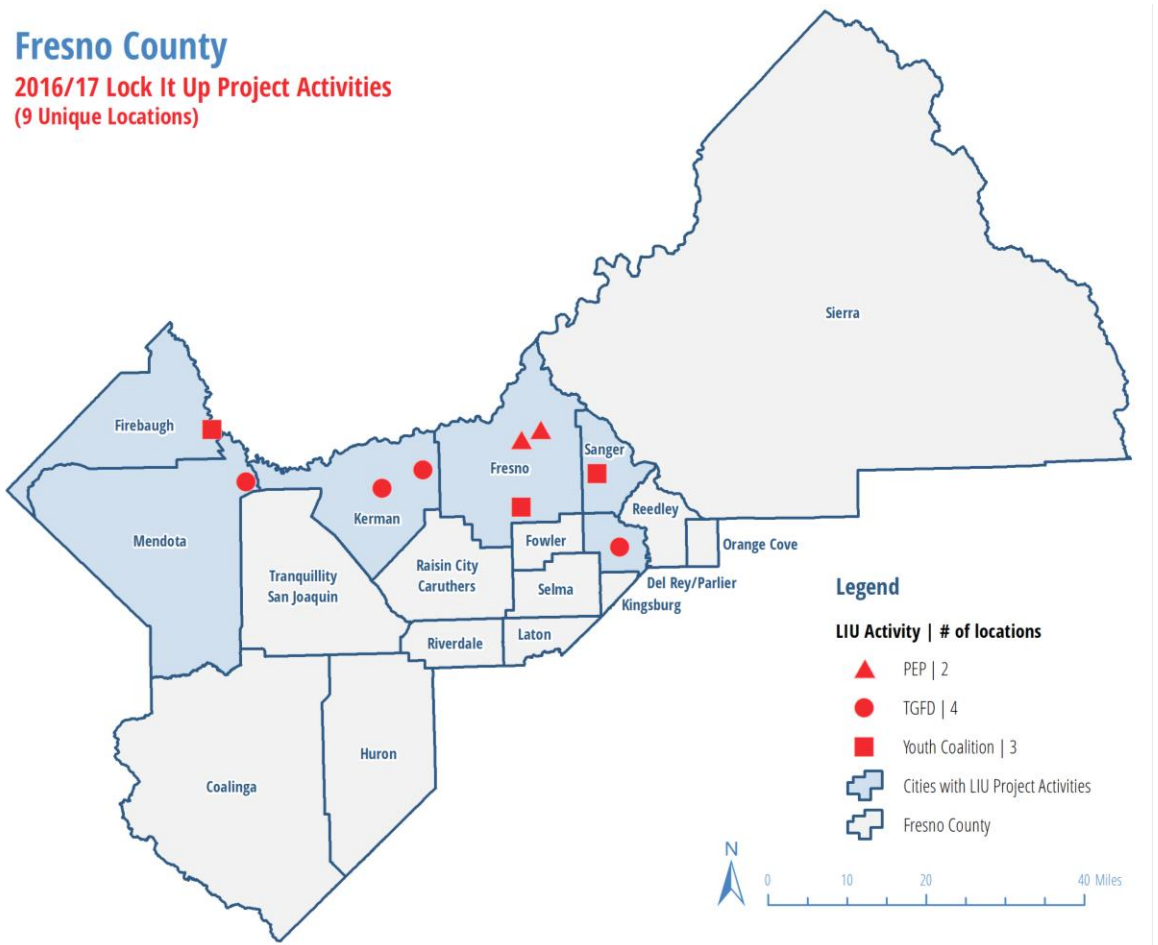 Fresno County
2016/17 Lock It Up Project Activities
(9 Unique Locations)
Sierra
Firebaugh
Sanger
Fresno
Kerman
Reedley
Mendota
Fowler
Orange Cove
Raisin City
Caruthers
Tranquillity
San Joaquin
Selma
Del Rey/Parlier
Kingsburg
Riverdale
Laton
Huron
Coalinga
Legend
LIU Activity | # of locations
PEP | 2
TGFD | 4
Youth Coalition | 3
Cities with LIU Project Activities
Fresno County
N
0 10 20 40 Miles